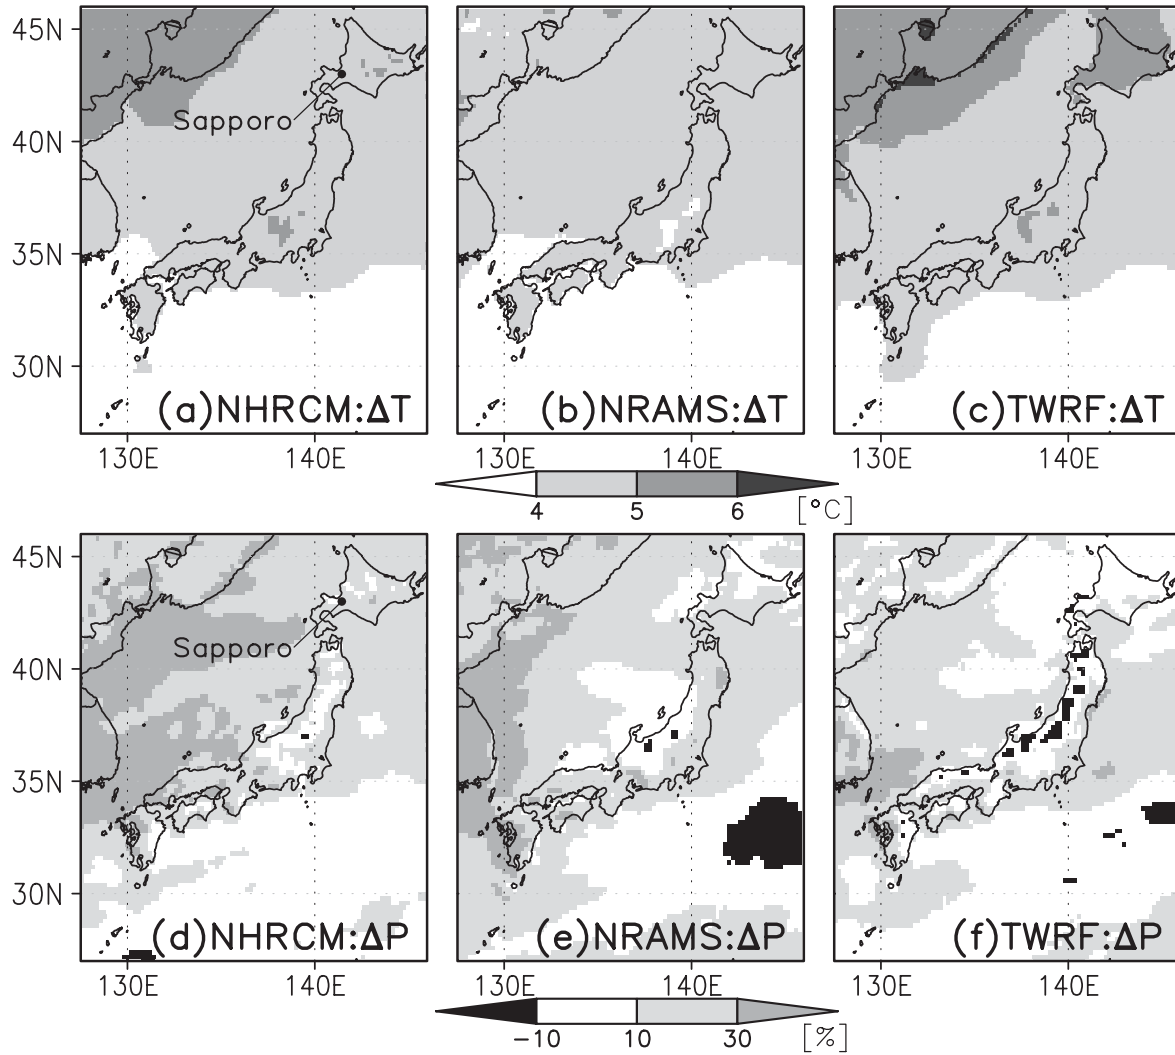 45N
40N
35N
30N
Sapporo
(a)NHRCM:ΔT
(b)NRAMS:ΔT
(c)TWRF:ΔT
130E 140E 130E 140E 130E 140E
4 5 6 [°C]
45N
40N
35N
30N
Sapporo
(d)NHRCM:ΔP
(e)NRAMS:ΔP
(f)TWRF:ΔP
130E 140E 130E 140E 130E 140E
−10 10 30 [%]